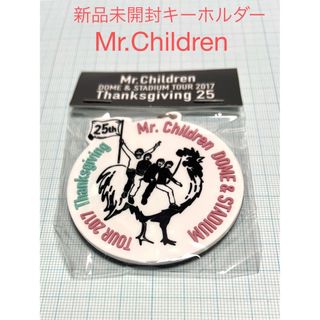 新品未開封キーホルダー
Mr.Children
Mr.Children
DOME & STADIUM TOUR 2017
Thanksgiving 25
25th
Mr. Children DOME & STADIUM
TOUR 2017 Thanksgiving